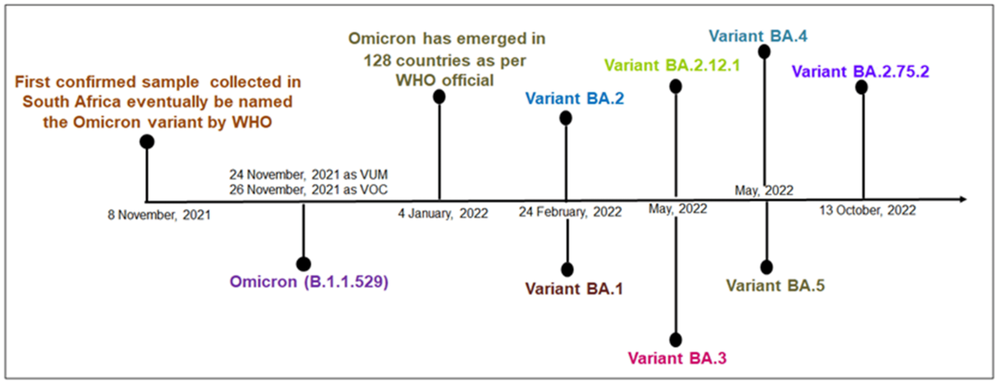 First confirmed sample collected in
South Africa eventually be named
the Omicron variant by WHO
8 November, 2021
24 November, 2021 as VUM
26 November, 2021 as VOC
Omicron (B.1.1.529)
Omicron has emerged in
128 countries as per
WHO official
4 January, 2022
Variant BA.2
24 February, 2022
Variant BA.1
Variant BA.2.12.1
May, 2022
Variant BA.3
Variant BA.4
May, 2022
Variant BA.5
Variant BA.2.75.2
13 October, 2022